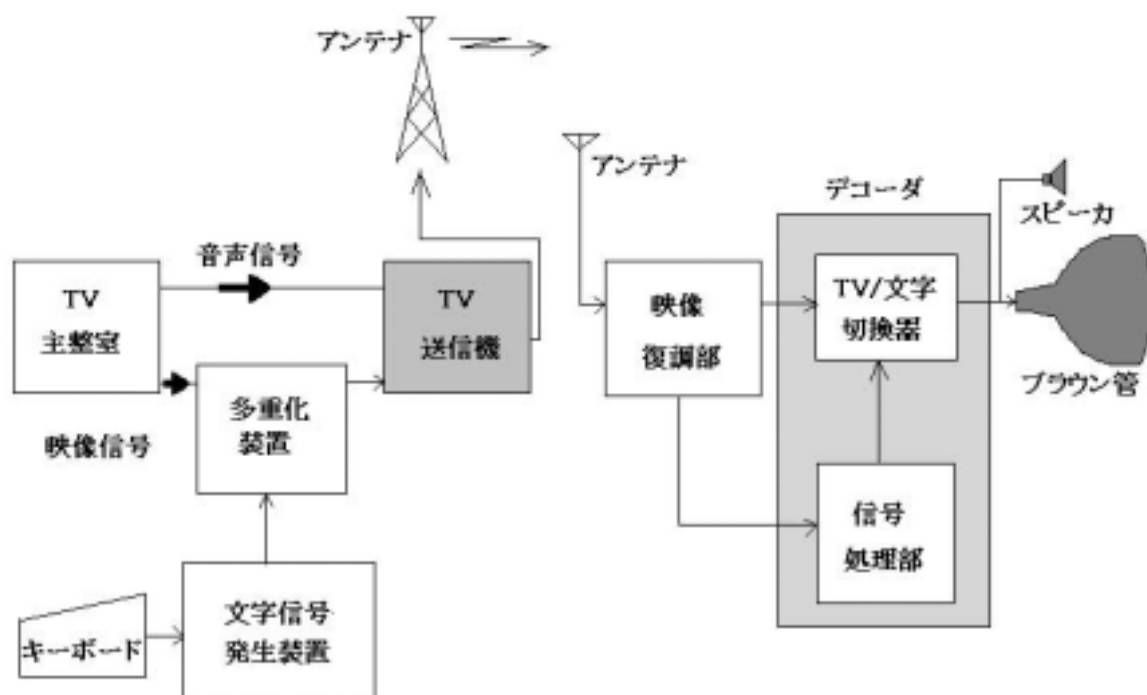 アンテナ
アンテナ
デコーダ
スピーカ
音声信号
TV
主整室
TV
送信機
映像
復調部
TV/文字
切換器
ブラウン管
映像信号
多重化
装置
信号
処理部
キーボード
文字信号
発生装置